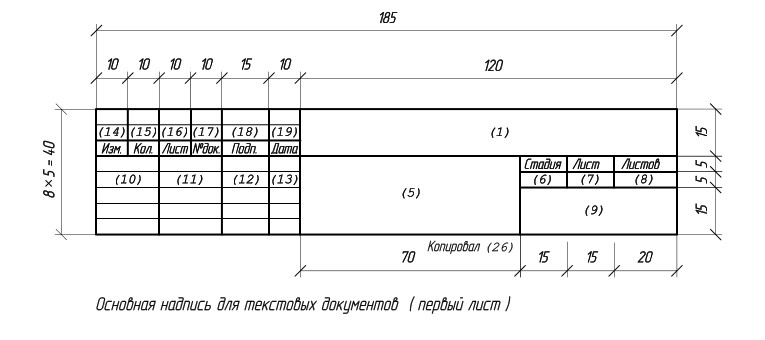 185
10 10 10 10 15 10 120
(14) (15) (16) (17) (18) (19) (1) 15
Изм. Кол. Лист №док. Подп. Дата
8×5=40
Стадия Лист Листов 5
(10) (11) (12) (13) (5) (6) (7) (8) 5
(9) 15
Копировал (26)
70 15 15 20
Основная надпись для текстовых документов (первый лист)